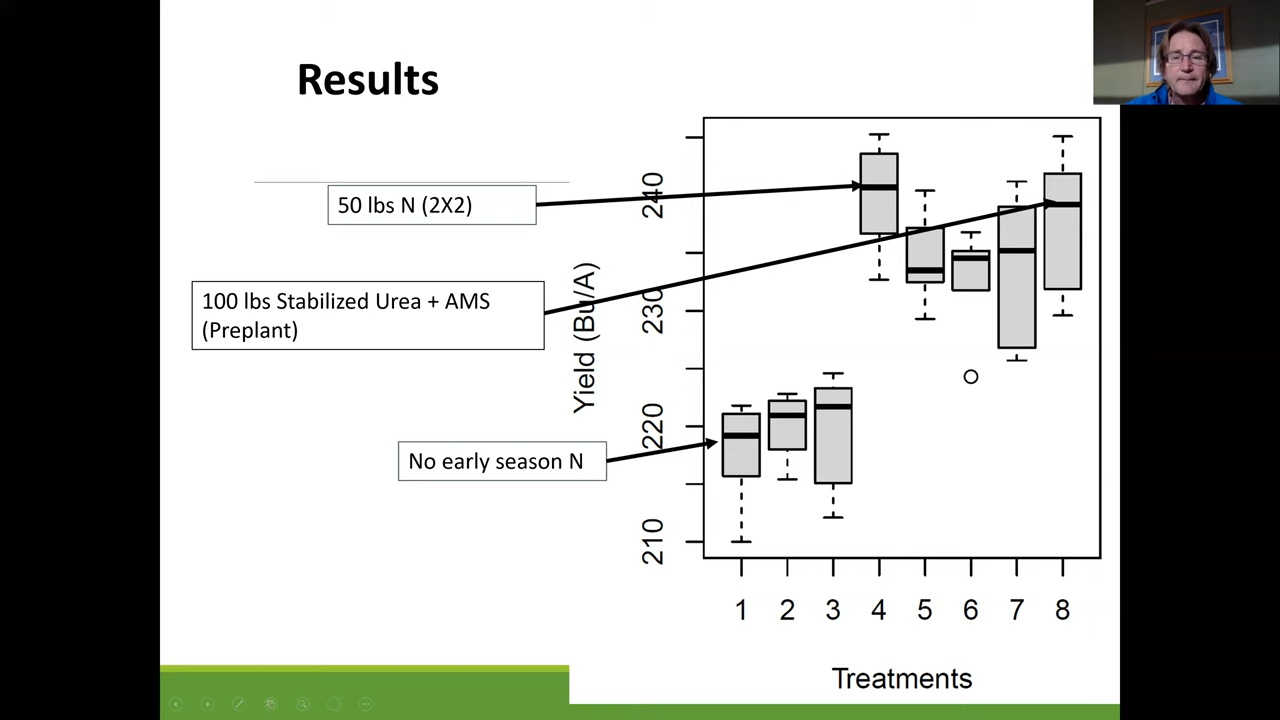 Results
50 lbs N (2X2)
100 lbs Stabilized Urea + AMS
(Preplant)
No early season N
Yield (Bu/A)
240
230
220
210
1 2 3 4 5 6 7 8
Treatments